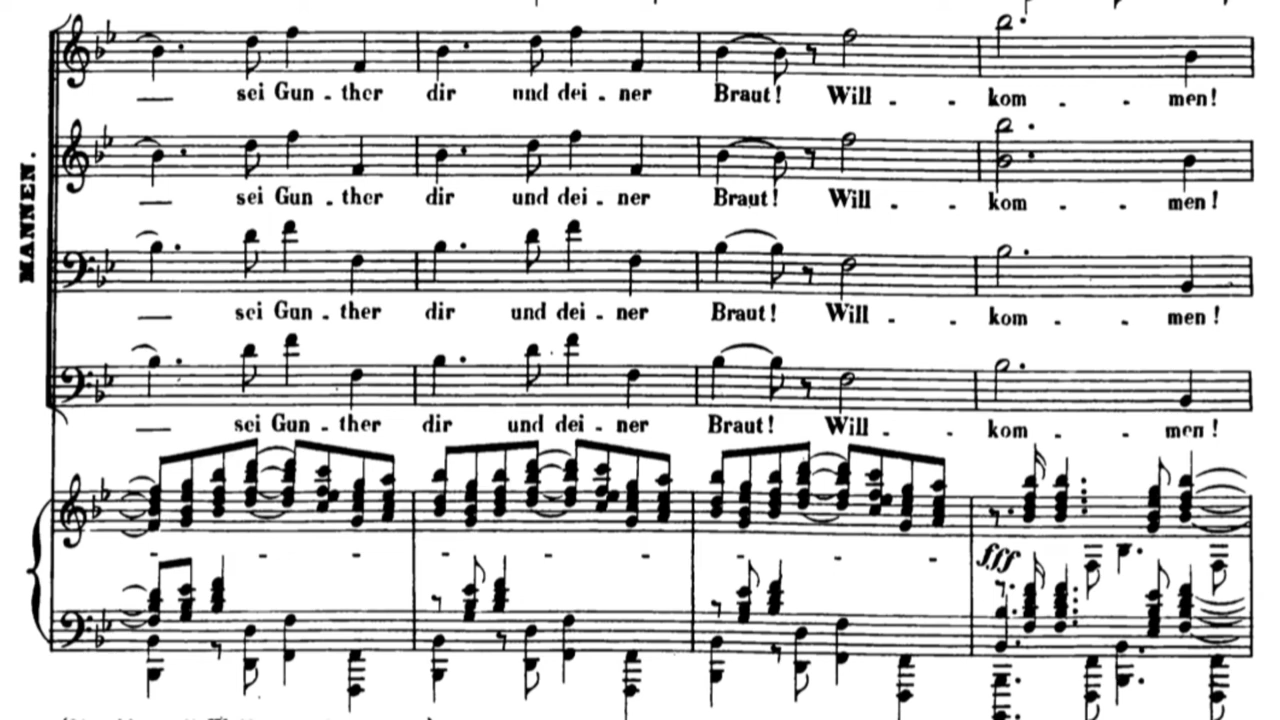 MANNEN.
sei Gun - ther dir und dei - ner Braut! Will - - kom - - men!
sei Gun - ther dir und dei - ner Braut! Will - - kom - - men!
sei Gun - ther dir und dei - ner Braut! Will - - kom - - men!
sei Gun - ther dir und dei - ner Braut! Will - - kom - - men!
fff